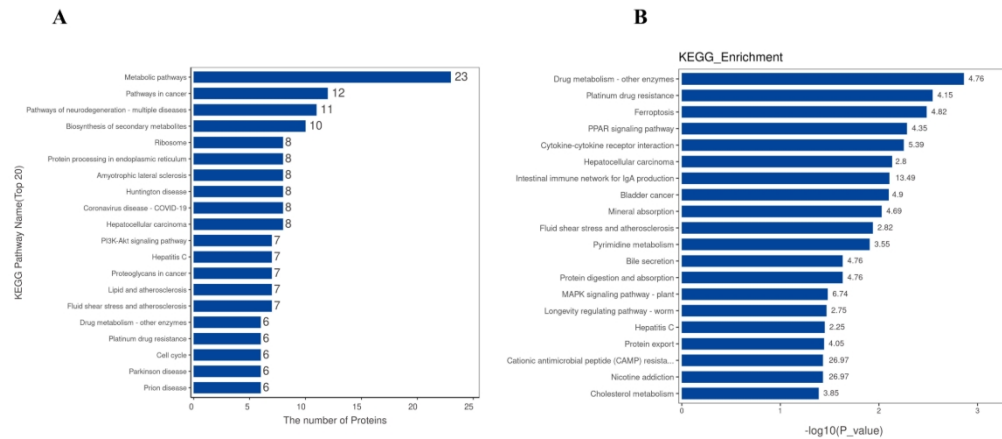 A
B
KEGG_Enrichment
KEGG Pathway Name(Top 20)
Metabolic pathways 23
Pathways in cancer 12
Pathways of neurodegeneration - multiple diseases 11
Biosynthesis of secondary metabolites 10
Ribosome 8
Protein processing in endoplasmic reticulum 8
Amyotrophic lateral sclerosis 8
Huntington disease 8
Coronavirus disease - COVID-19 8
Hepatocellular carcinoma 8
PI3K-Akt signaling pathway 7
Hepatitis C 7
Proteoglycans in cancer 7
Lipid and atherosclerosis 7
Fluid shear stress and atherosclerosis 7
Drug metabolism - other enzymes 6
Platinum drug resistance 6
Cell cycle 6
Parkinson disease 6
Prion disease 6
0 5 10 15 20 25
The number of Proteins
Drug metabolism - other enzymes 4.76
Platinum drug resistance 4.15
Ferroptosis 4.82
PPAR signaling pathway 4.35
Cytokine-cytokine receptor interaction 5.39
Hepatocellular carcinoma 2.8
Intestinal immune network for IgA production 13.49
Bladder cancer 4.9
Mineral absorption 4.69
Fluid shear stress and atherosclerosis 2.82
Pyrimidine metabolism 3.55
Bile secretion 4.76
Protein digestion and absorption 4.76
MAPK signaling pathway - plant 6.74
Longevity regulating pathway - worm 2.75
Hepatitis C 2.25
Protein export 4.05
Cationic antimicrobial peptide (CAMP) resista... 26.97
Nicotine addiction 26.97
Cholesterol metabolism 3.85
0 1 2 3
-log10(P_value)